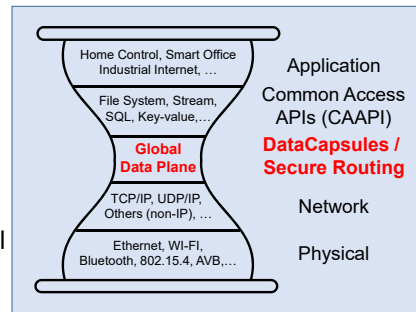 Home Control, Smart Office
Industrial Internet, …
Application
File System, Stream,
SQL, Key-value,…
Common Access
APIs (CAAPI)
Global
Data Plane
DataCapsules /
Secure Routing
TCP/IP, UDP/IP,
Others (non-IP), …
Network
Ethernet, WI-FI,
Bluetooth, 802.15.4, AVB,…
Physical
l